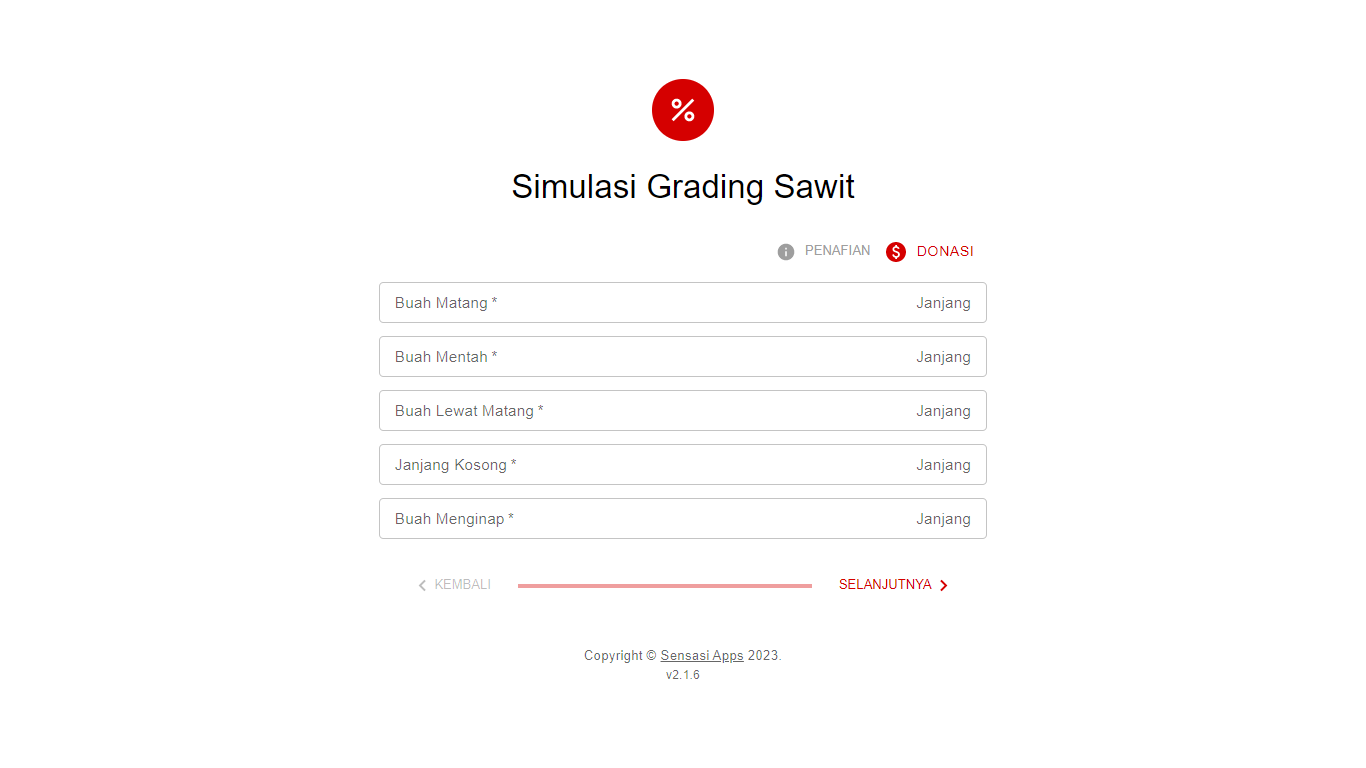 %
Simulasi Grading Sawit
PENAFIAN DONASI
Buah Matang * Janjang
Buah Mentah * Janjang
Buah Lewat Matang * Janjang
Janjang Kosong * Janjang
Buah Menginap * Janjang
KEMBALI SELANJUTNYA
Copyright © Sensasi Apps 2023.
v2.1.6